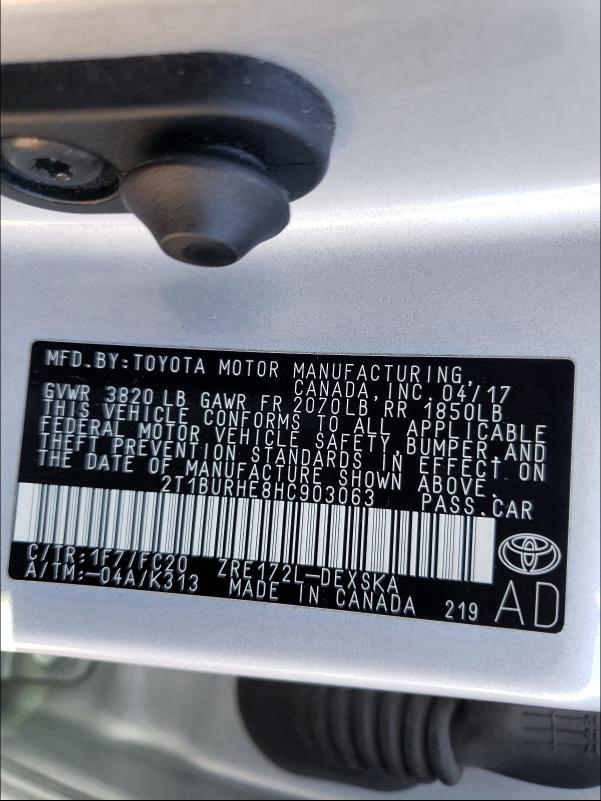 MFD.BY:TOYOTA MOTOR MANUFACTURING,
CANADA, INC. 04/17
GVWR 3820 LB GAWR FR 2070LB, RR 1850LB
THIS VEHICLE CONFORMS TO ALL APPLICABLE
FEDERAL MOTOR VEHICLE SAFETY, BUMPER, AND
THEFT PREVENTION STANDARDS IN EFFECT ON
THE DATE OF MANUFACTURE SHOWN ABOVE.
2T1BURHE8HC903063 PASS.CAR
C/TR:1F7/FC20 ZRE172L-DEXSKA
A/TM:-04A/K313 MADE IN CANADA 219 AD